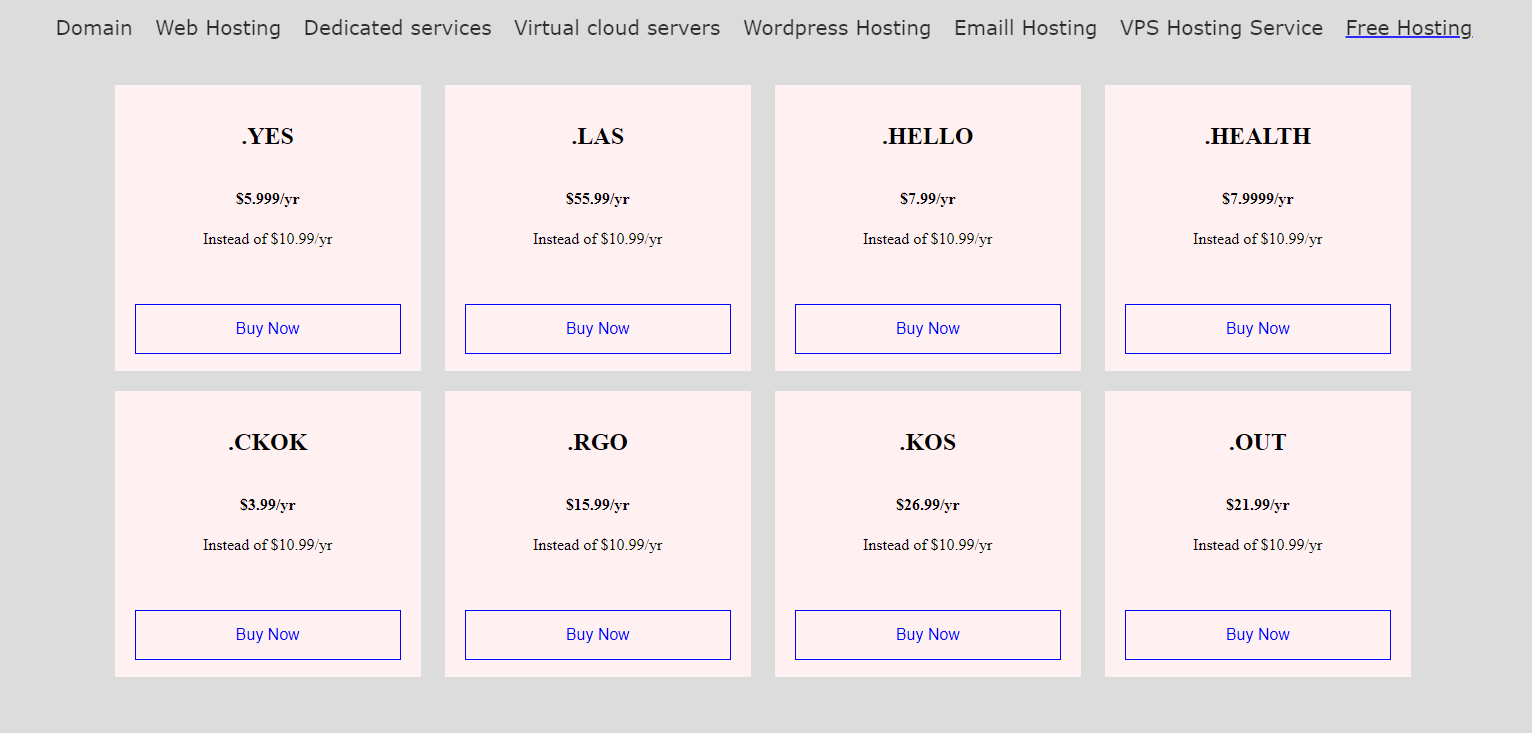 Domain Web Hosting Dedicated services Virtual cloud servers Wordpress Hosting Emaill Hosting VPS Hosting Service Free Hosting
.YES
$5.999/yr
Instead of $10.99/yr
Buy Now
.LAS
$55.99/yr
Instead of $10.99/yr
Buy Now
.HELLO
$7.99/yr
Instead of $10.99/yr
Buy Now
.HEALTH
$7.9999/yr
Instead of $10.99/yr
Buy Now
.CKOK
$3.99/yr
Instead of $10.99/yr
Buy Now
.RGO
$15.99/yr
Instead of $10.99/yr
Buy Now
.KOS
$26.99/yr
Instead of $10.99/yr
Buy Now
.OUT
$21.99/yr
Instead of $10.99/yr
Buy Now